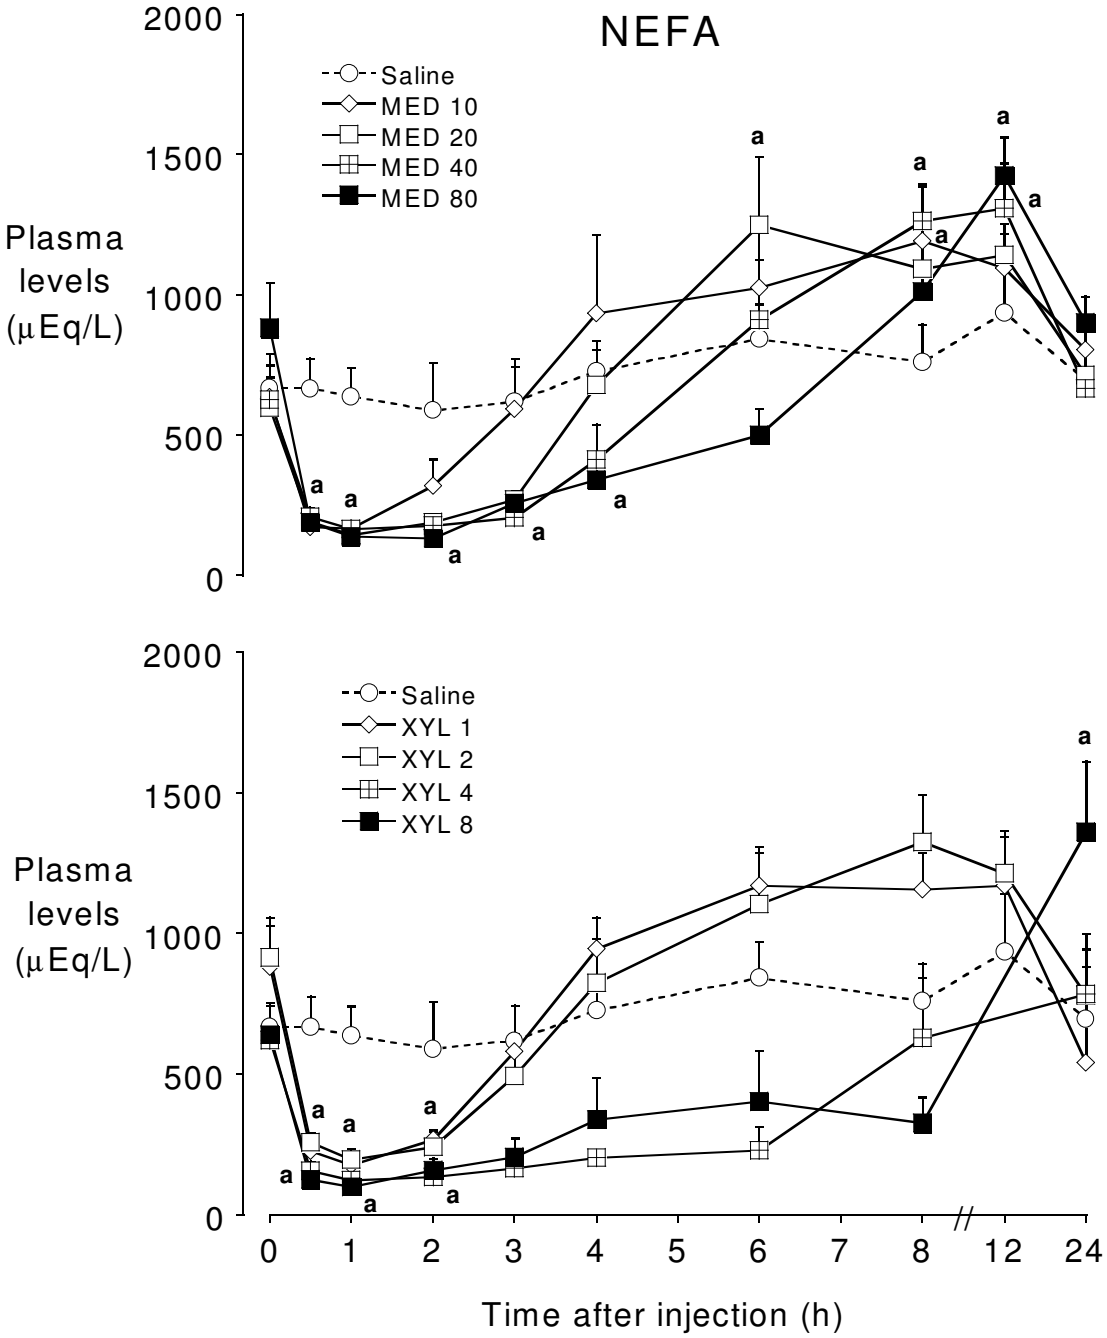 NEFA
2000
1500
1000
500
0
Plasma
levels
(μEq/L)
Saline
MED 10
MED 20
MED 40
MED 80
a
a
a
a
a
a
a
a
a
a
2000
1500
1000
500
0
Plasma
levels
(μEq/L)
Saline
XYL 1
XYL 2
XYL 4
XYL 8
a
a
a
a
a
a
a
0 1 2 3 4 5 6 7 8 12 24
Time after injection (h)